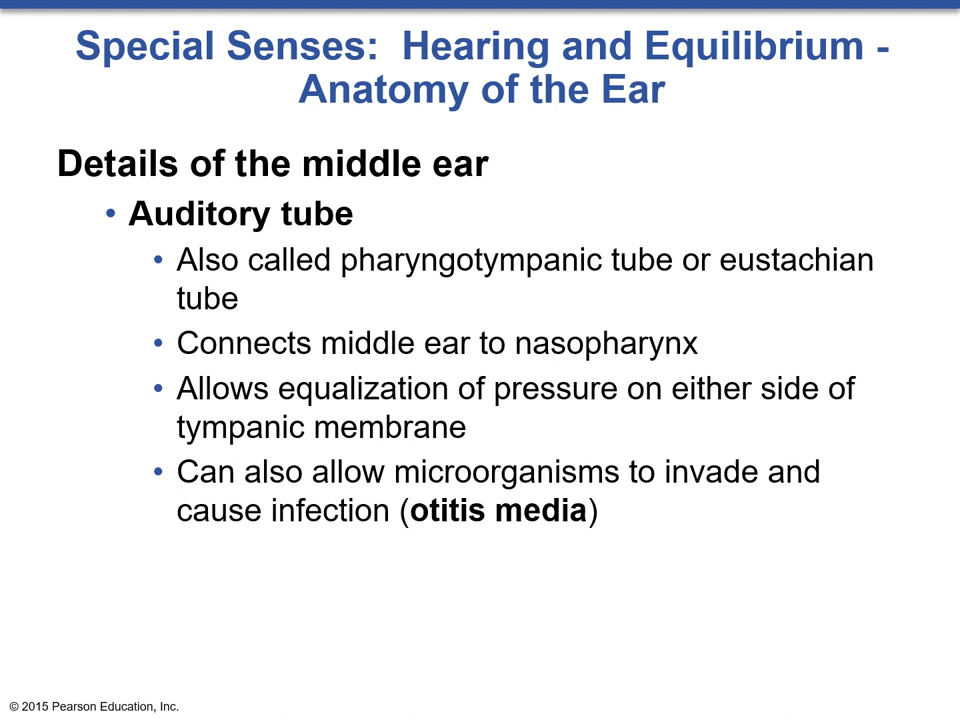 Special Senses:  Hearing and Equilibrium -
Anatomy of the Ear
Details of the middle ear
• Auditory tube
• Also called pharyngotympanic tube or eustachian
tube
• Connects middle ear to nasopharynx
• Allows equalization of pressure on either side of
tympanic membrane
• Can also allow microorganisms to invade and
cause infection (otitis media)
© 2015 Pearson Education, Inc.